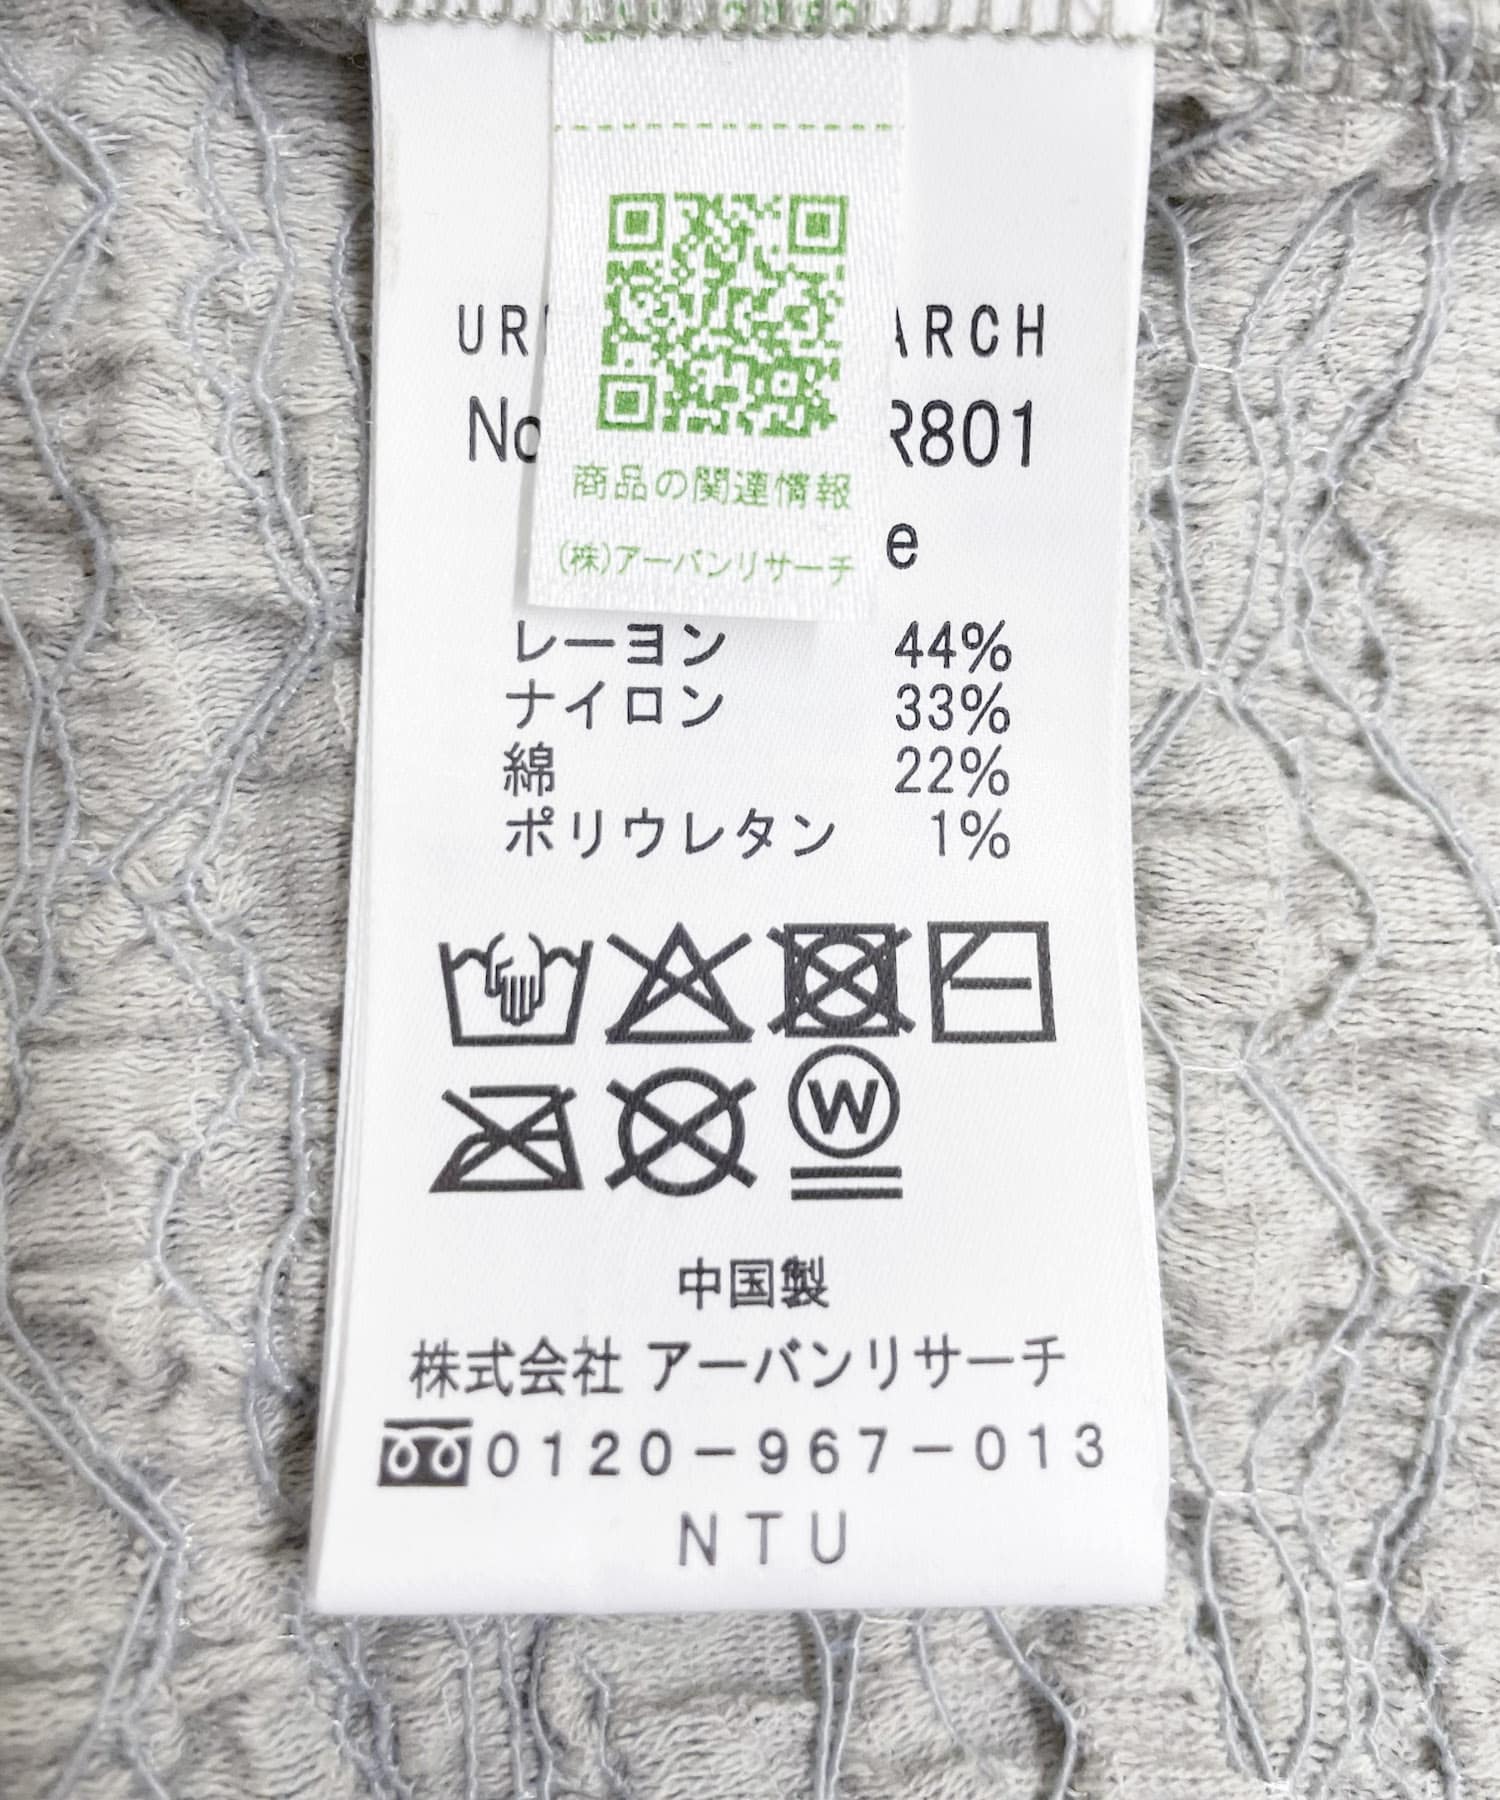 商品の関連情報
(株)アーバンリサーチ
レーヨン 44%
ナイロン 33%
綿 22%
ポリウレタン 1%
W
中国製
株式会社 アーバンリサーチ
0120-967-013
NTU